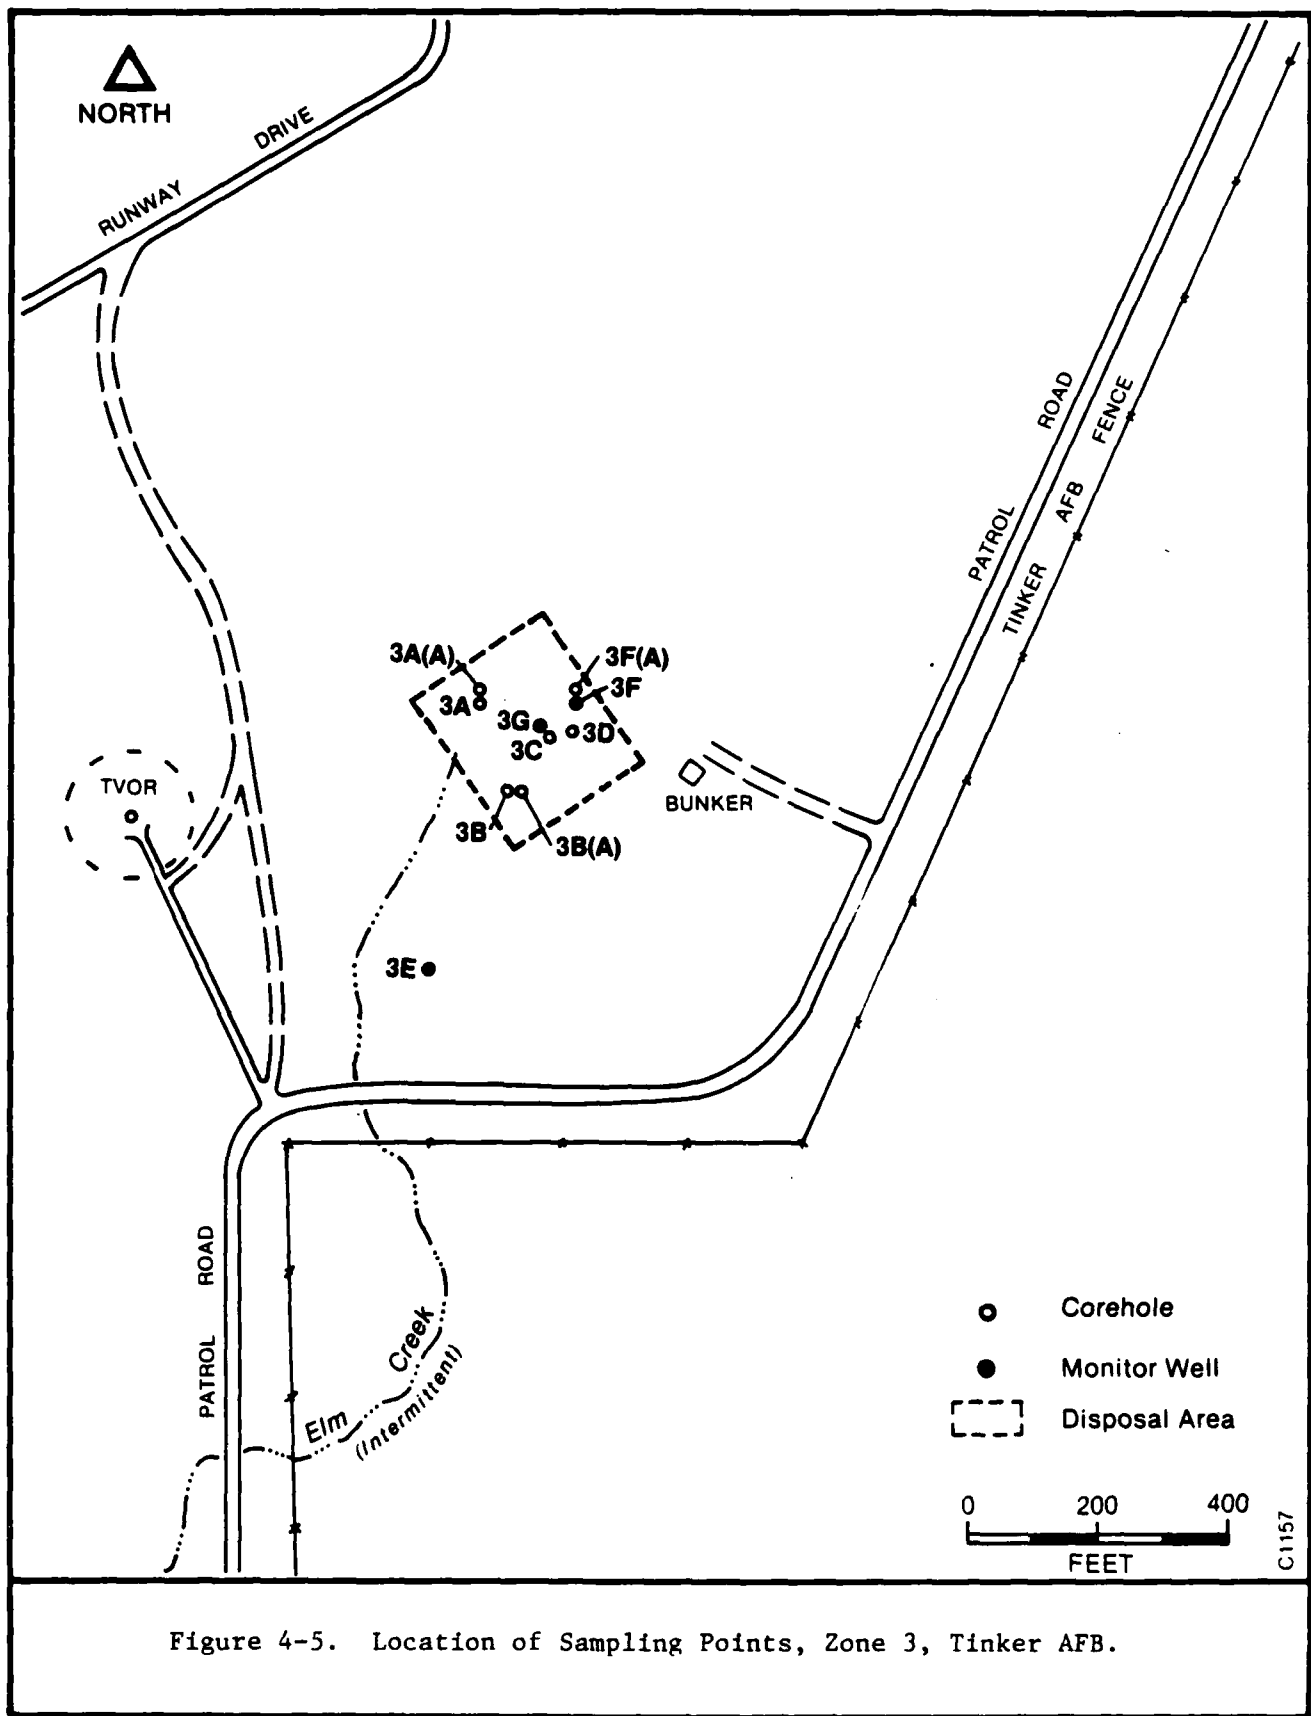 NORTH
RUNWAY DRIVE
PATROL ROAD
TINKER AFB FENCE
3A(A)
3F(A)
3A
3F
3G
3D
3C
TVOR
BUNKER
3B
3B(A)
3E
PATROL ROAD
Elm Creek
(Intermittent)
Corehole
Monitor Well
Disposal Area
0 200 400
FEET
C1157
Figure 4-5. Location of Sampling Points, Zone 3, Tinker AFB.